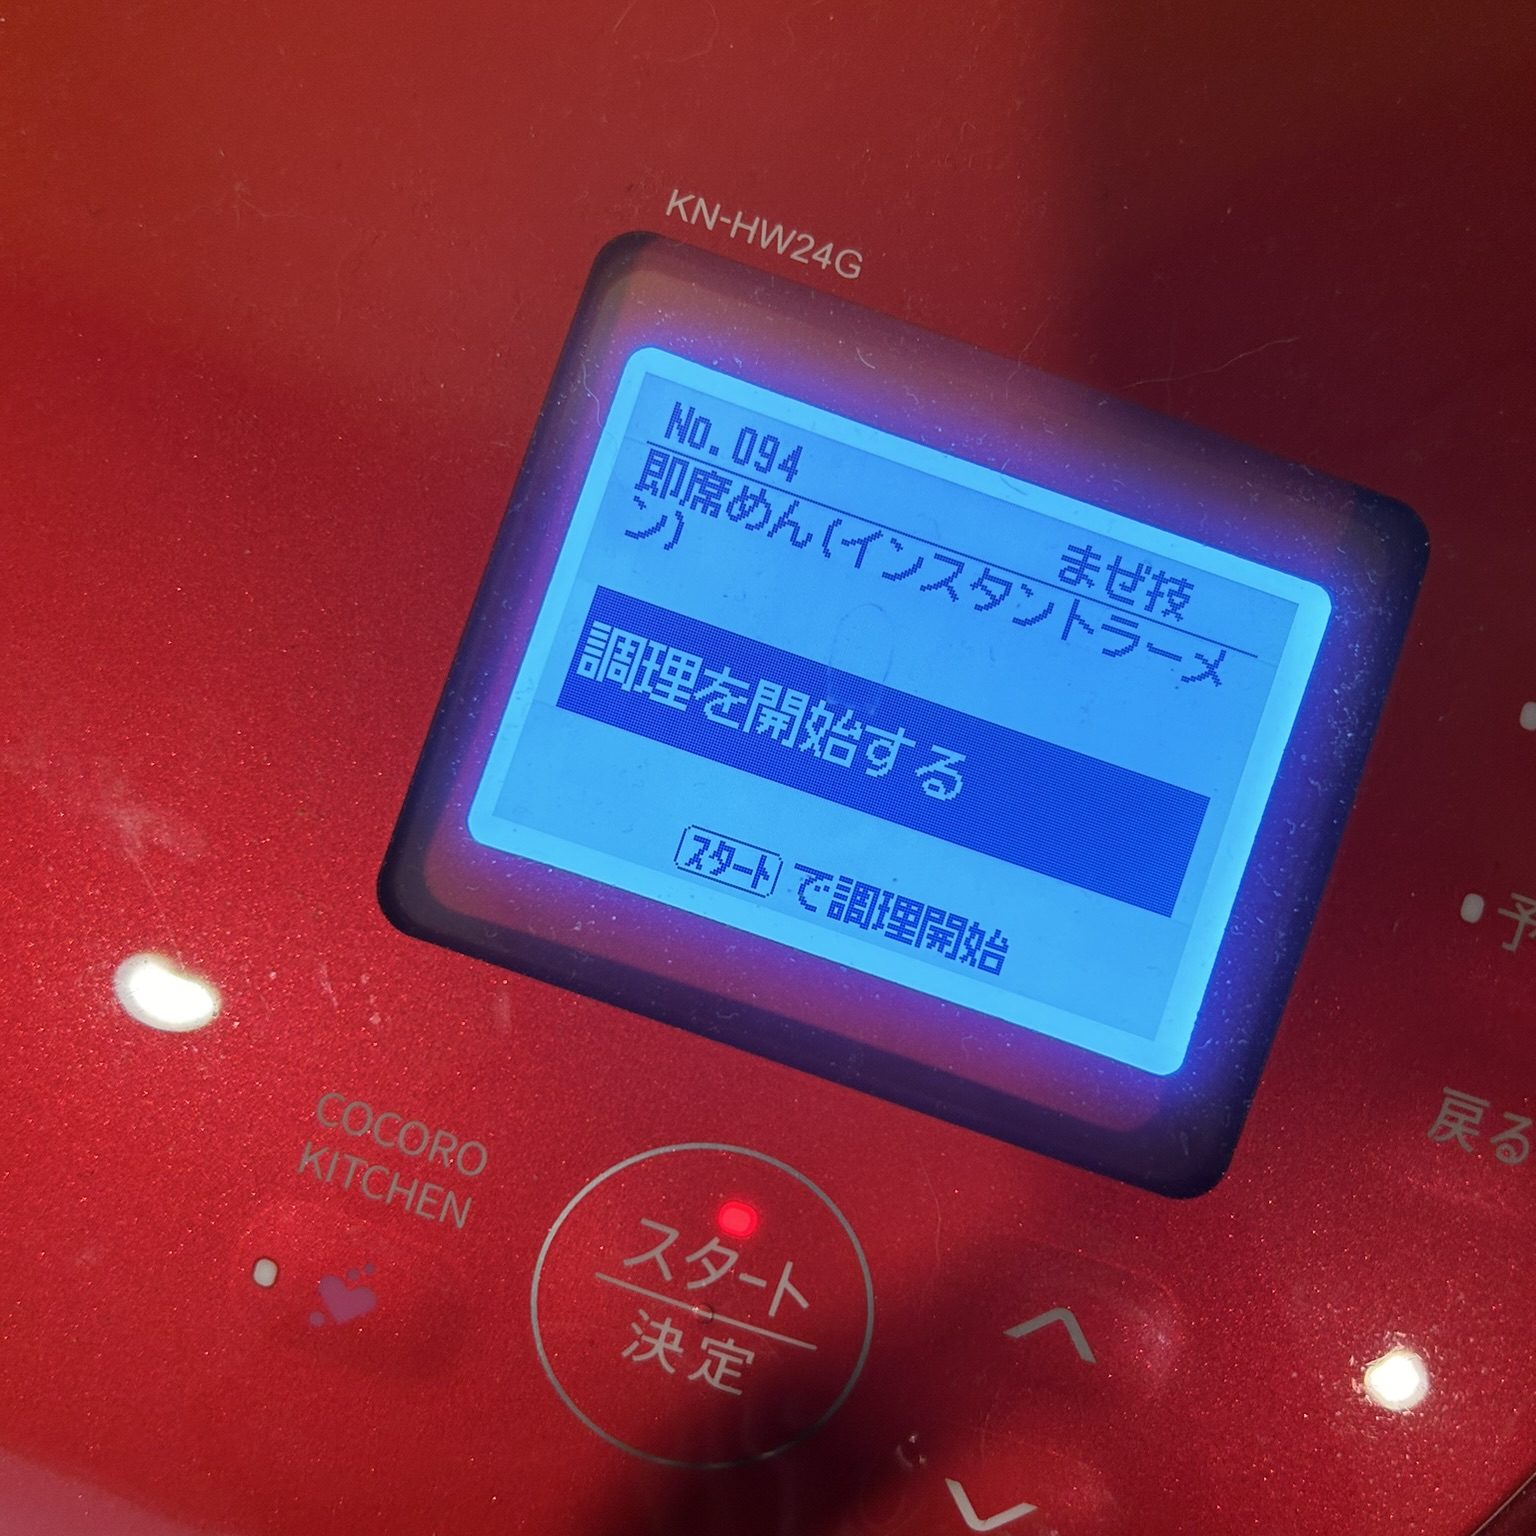 KN-HW24G
No.094
まぜ技
即席めん(インスタントラーメ
ン)
調理を開始する
スタート で調理開始
予
戻る
COCORO
KITCHEN
スタート
決定